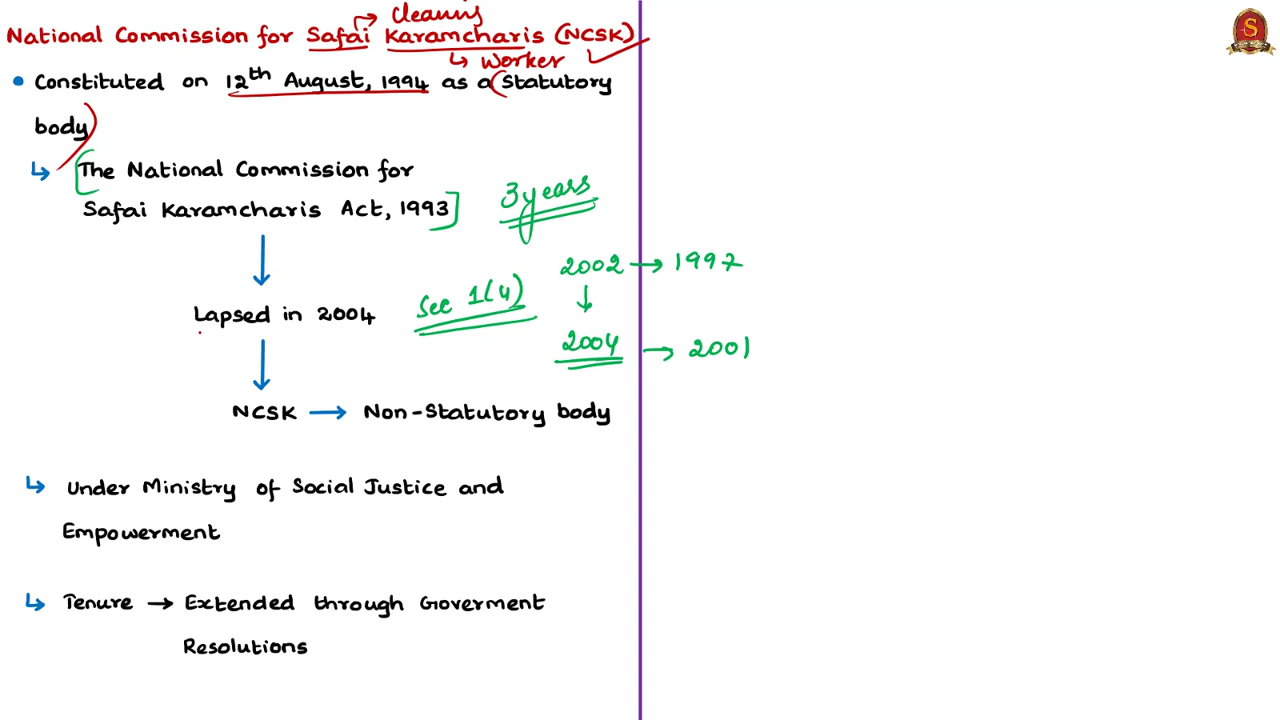 Cleaning
National Commission for Safai Karamcharis (NCSK)
Worker
Constituted on 12th August, 1994 as a Statutory
body
The National Commission for
Safai Karamcharis Act, 1993
3 years
2002 → 1997
Lapsed in 2004
Sec 1(4)
2004 → 2001
NCSK → Non-Statutory body
Under Ministry of Social Justice and
Empowerment
Tenure → Extended through Goverment
Resolutions
S